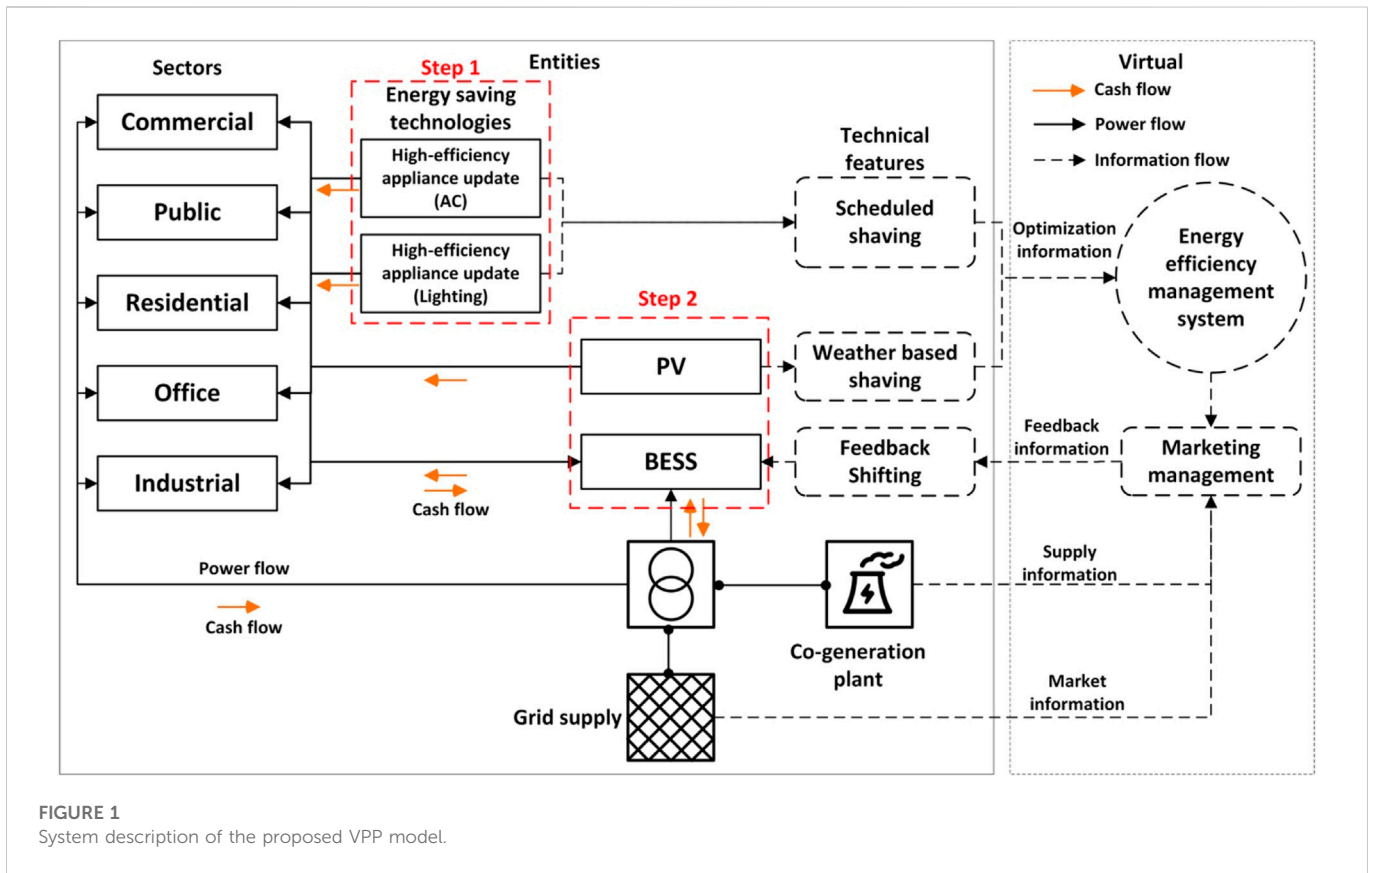 Sectors
Entities
Virtual
Step 1
Energy saving
technologies
High-efficiency
appliance update
(AC)
High-efficiency
appliance update
(Lighting)
Commercial
Public
Residential
Office
Industrial
Step 2
PV
BESS
Technical
features
Scheduled
shaving
Weather based
shaving
Feedback
Shifting
Cash flow
Power flow
Information flow
Optimization
information
Energy
efficiency
management
system
Feedback
information
Marketing
management
Cash flow
Power flow
Cash flow
Supply
information
Co-generation
plant
Market
information
Grid supply
FIGURE 1
System description of the proposed VPP model.